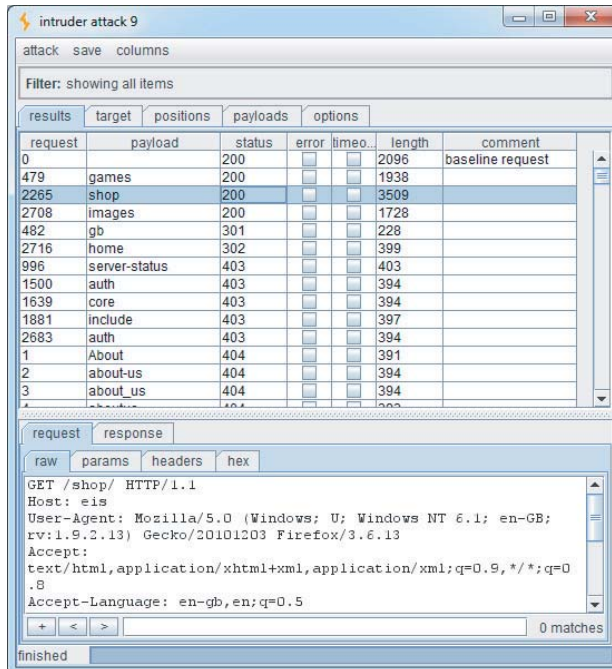 intruder attack 9
attack save columns
Filter: showing all items
results target positions payloads options
request payload status error timeo... length comment
0 200 2096 baseline request
479 games 200 1938
2265 shop 200 3509
2708 images 200 1728
482 gb 301 228
2716 home 302 399
996 server-status 403 403
1500 auth 403 394
1639 core 403 394
1881 include 403 397
2683 auth 403 394
1 About 404 391
2 about-us 404 394
3 about_us 404 394
request response
raw params headers hex
GET /shop/ HTTP/1.1
Host: eis
User-Agent: Mozilla/5.0 (Windows; U; Windows NT 6.1; en-GB;
rv:1.9.2.13) Gecko/20101203 Firefox/3.6.13
Accept:
text/html,application/xhtml+xml,application/xml;q=0.9,*/*;q=0
.8
Accept-Language: en-gb,en;q=0.5
+ < > 0 matches
finished